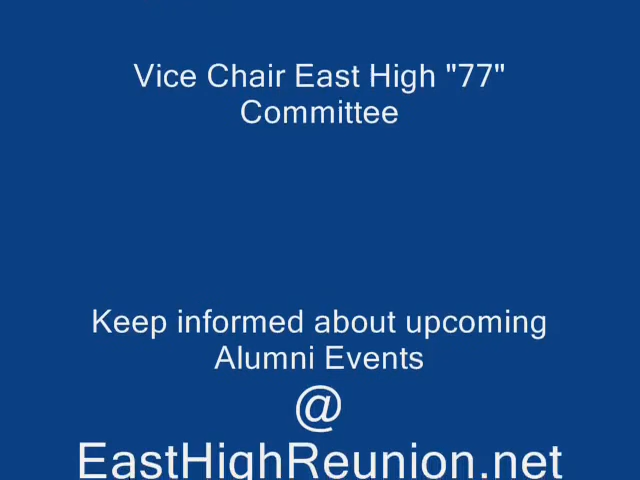 Vice Chair East High "77"
Committee
Keep informed about upcoming
Alumni Events
@
EastHighReunion.net